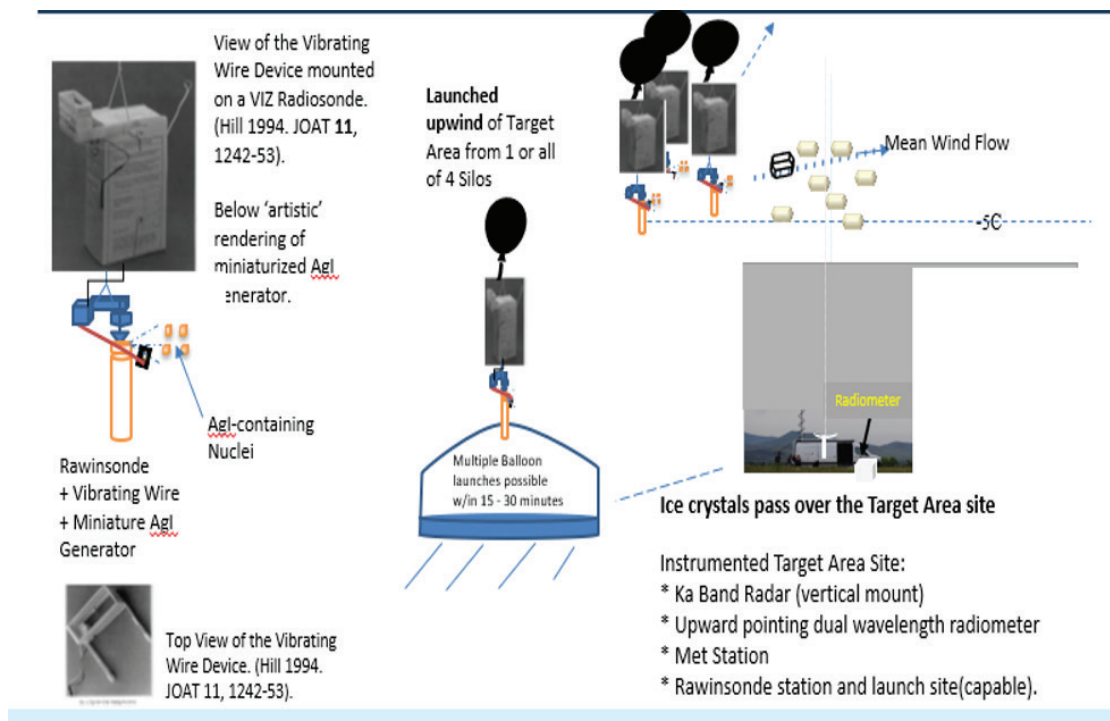 View of the Vibrating
Wire Device mounted
on a VIZ Radiosonde.
(Hill 1994. JOAT 11,
1242-53).
Below ‘artistic’
rendering of
miniaturized AgI
enerator.
AgI-containing
Nuclei
Rawinsonde
+ Vibrating Wire
+ Miniature AgI
Generator
Top View of the Vibrating
Wire Device. (Hill 1994.
JOAT 11, 1242-53).
Launched
upwind of Target
Area from 1 or all
of 4 Silos
Multiple Balloon
launches possible
w/in 15 - 30 minutes
Mean Wind Flow
-5C
Radiometer
Ice crystals pass over the Target Area site
Instrumented Target Area Site:
* Ka Band Radar (vertical mount)
* Upward pointing dual wavelength radiometer
* Met Station
* Rawinsonde station and launch site(capable).